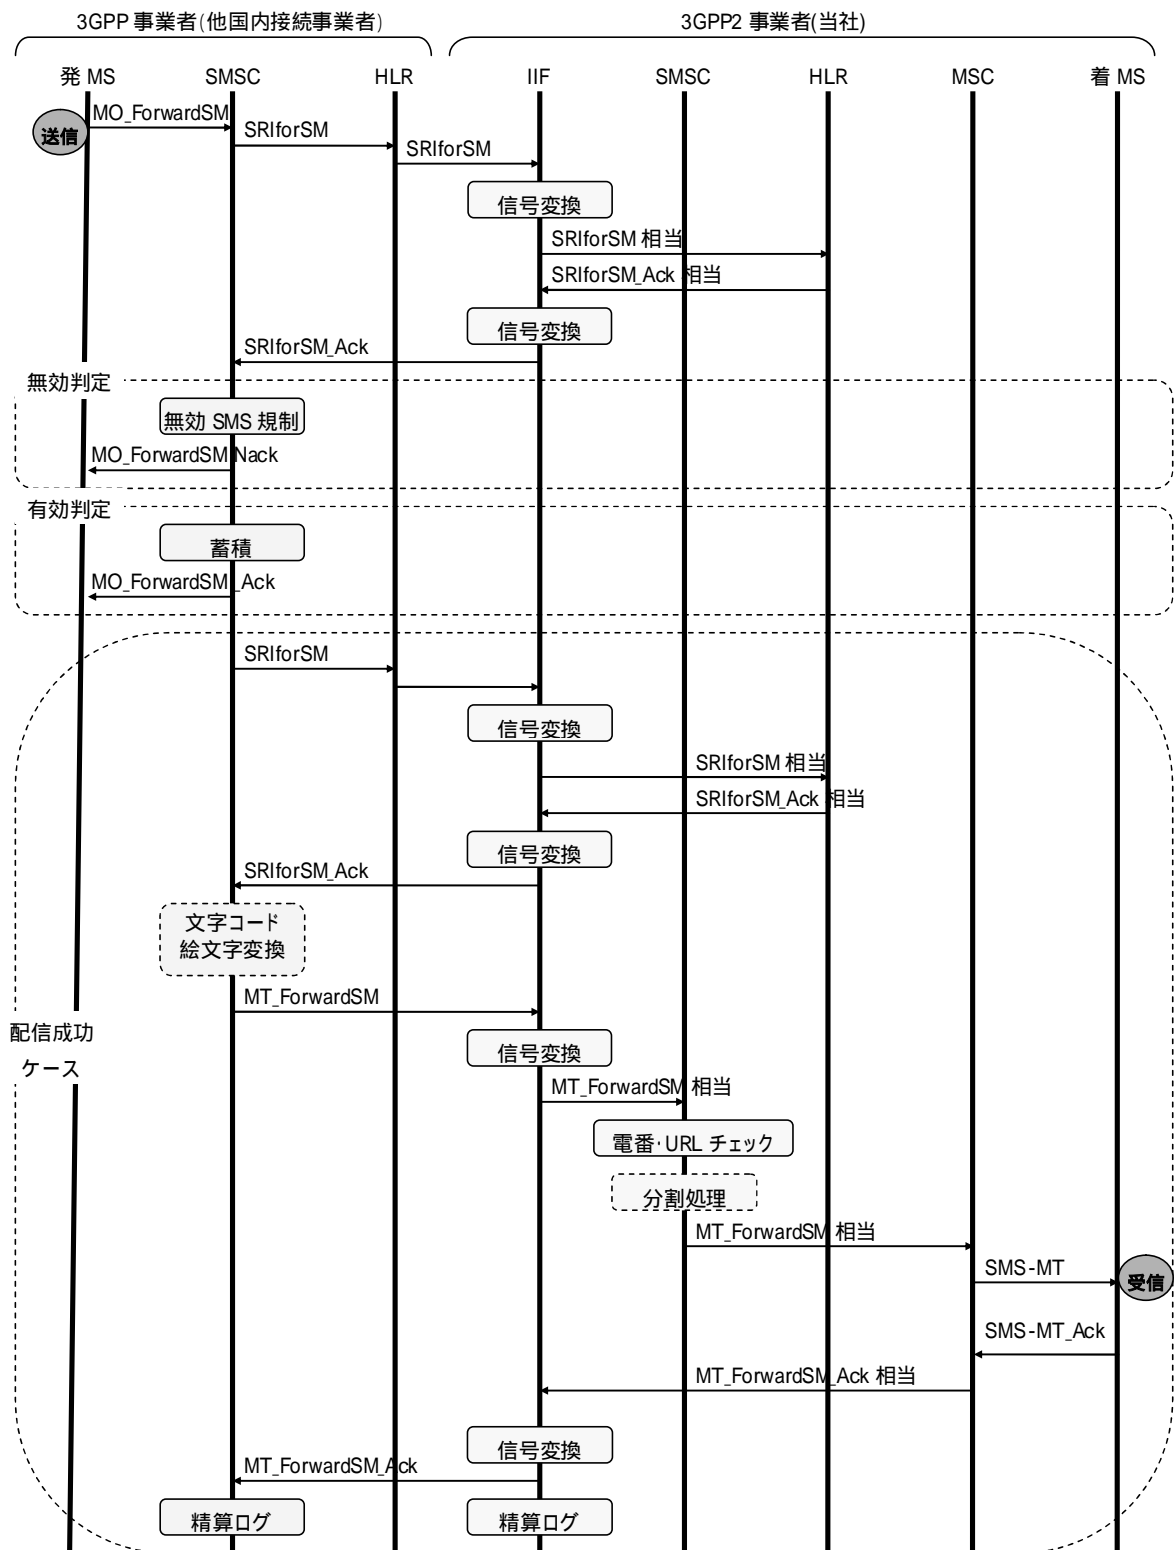 3GPP 事業者(他国内接続事業者)
3GPP2 事業者(当社)
発 MS
SMSC
HLR
IIF
SMSC
HLR
MSC
着 MS
送信
MO_ForwardSM
SRIforSM
SRIforSM
信号変換
SRIforSM 相当
SRIforSM_Ack 相当
信号変換
SRIforSM_Ack
無効判定
無効 SMS 規制
MO_ForwardSM Nack
有効判定
蓄積
MO_ForwardSM_Ack
SRIforSM
信号変換
SRIforSM 相当
SRIforSM_Ack 相当
信号変換
SRIforSM_Ack
文字コード
絵文字変換
MT_ForwardSM
配信成功
ケース
信号変換
MT_ForwardSM 相当
電番・URL チェック
分割処理
MT_ForwardSM 相当
SMS-MT
受信
SMS-MT_Ack
MT_ForwardSM_Ack 相当
信号変換
MT_ForwardSM_Ack
精算ログ
精算ログ